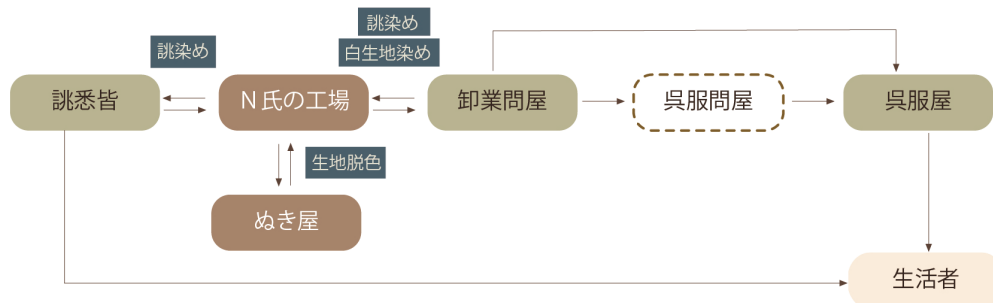 誂染め
誂染め
白生地染め
誂悉皆
N氏の工場
卸業問屋
呉服問屋
呉服屋
生地脱色
ぬき屋
生活者